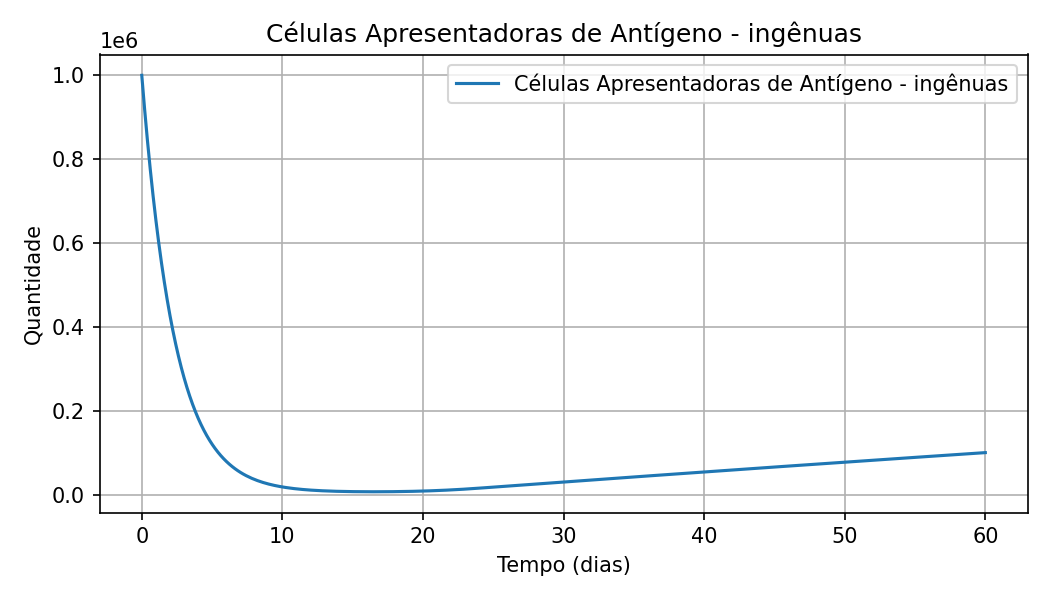 Células Apresentadoras de Antígeno - ingênuas
1e6
Células Apresentadoras de Antígeno - ingênuas
1.0
0.8
0.6
0.4
0.2
0.0
Quantidade
0 10 20 30 40 50 60
Tempo (dias)